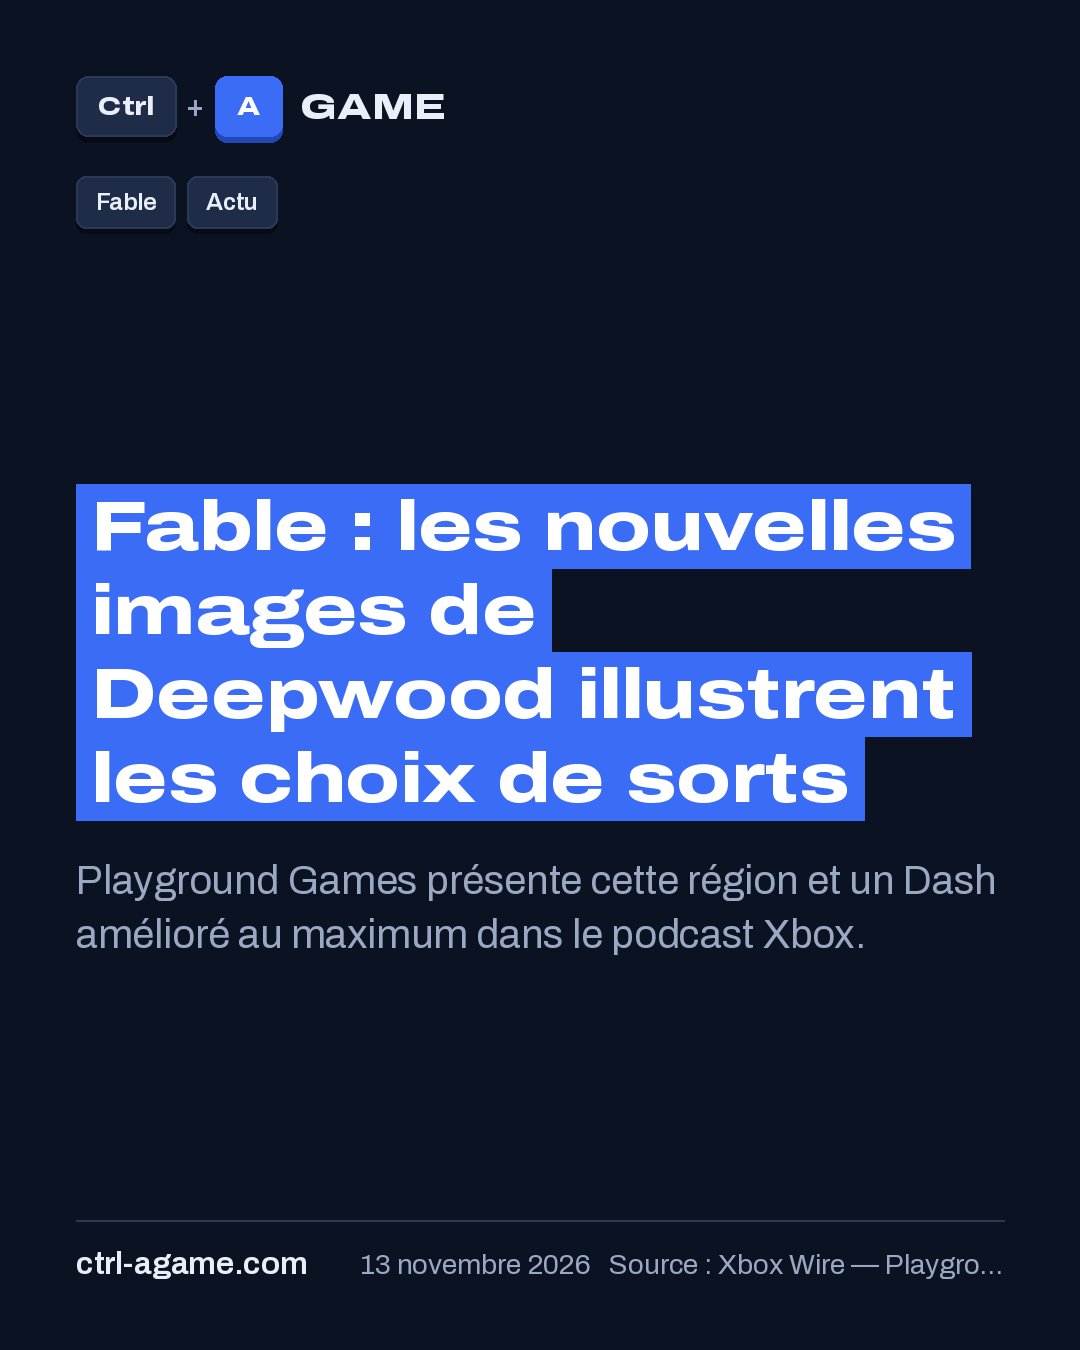 Ctrl + A GAME
Fable Actu
Fable : les nouvelles
images de
Deepwood illustrent
les choix de sorts
Playground Games présente cette région et un Dash
amélioré au maximum dans le podcast Xbox.
ctrl-agame.com 13 novembre 2026 Source : Xbox Wire — Playgro...